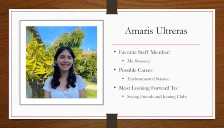 Amaris Ultreras
Favorite Staff Member:
Ms. Sweeney
Possible Career:
Environmental Science
Most Looking Forward To:
Seeing Friends and Joining Clubs